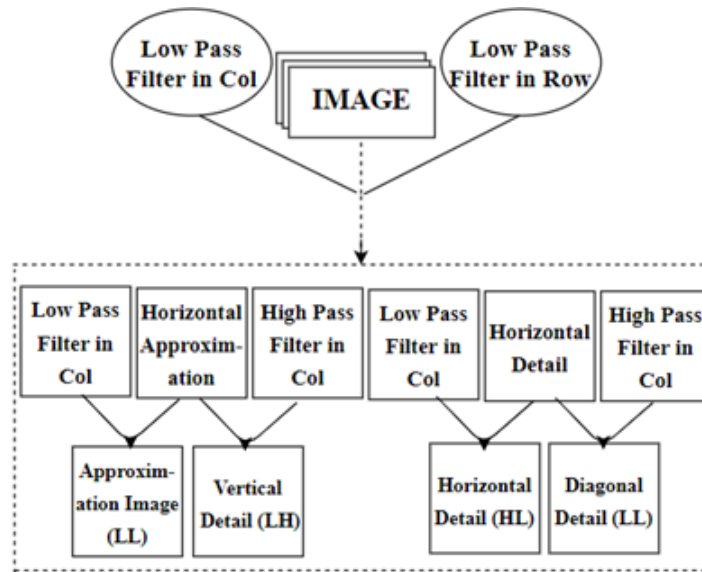 Low Pass
Filter in Col
IMAGE
Low Pass
Filter in Row
Low Pass
Filter in
Col
Horizontal
Approxim-
ation
High Pass
Filter in
Col
Low Pass
Filter in
Col
Horizontal
Detail
High Pass
Filter in
Col
Approxim-
ation Image
(LL)
Vertical
Detail (LH)
Horizontal
Detail (HL)
Diagonal
Detail (LL)